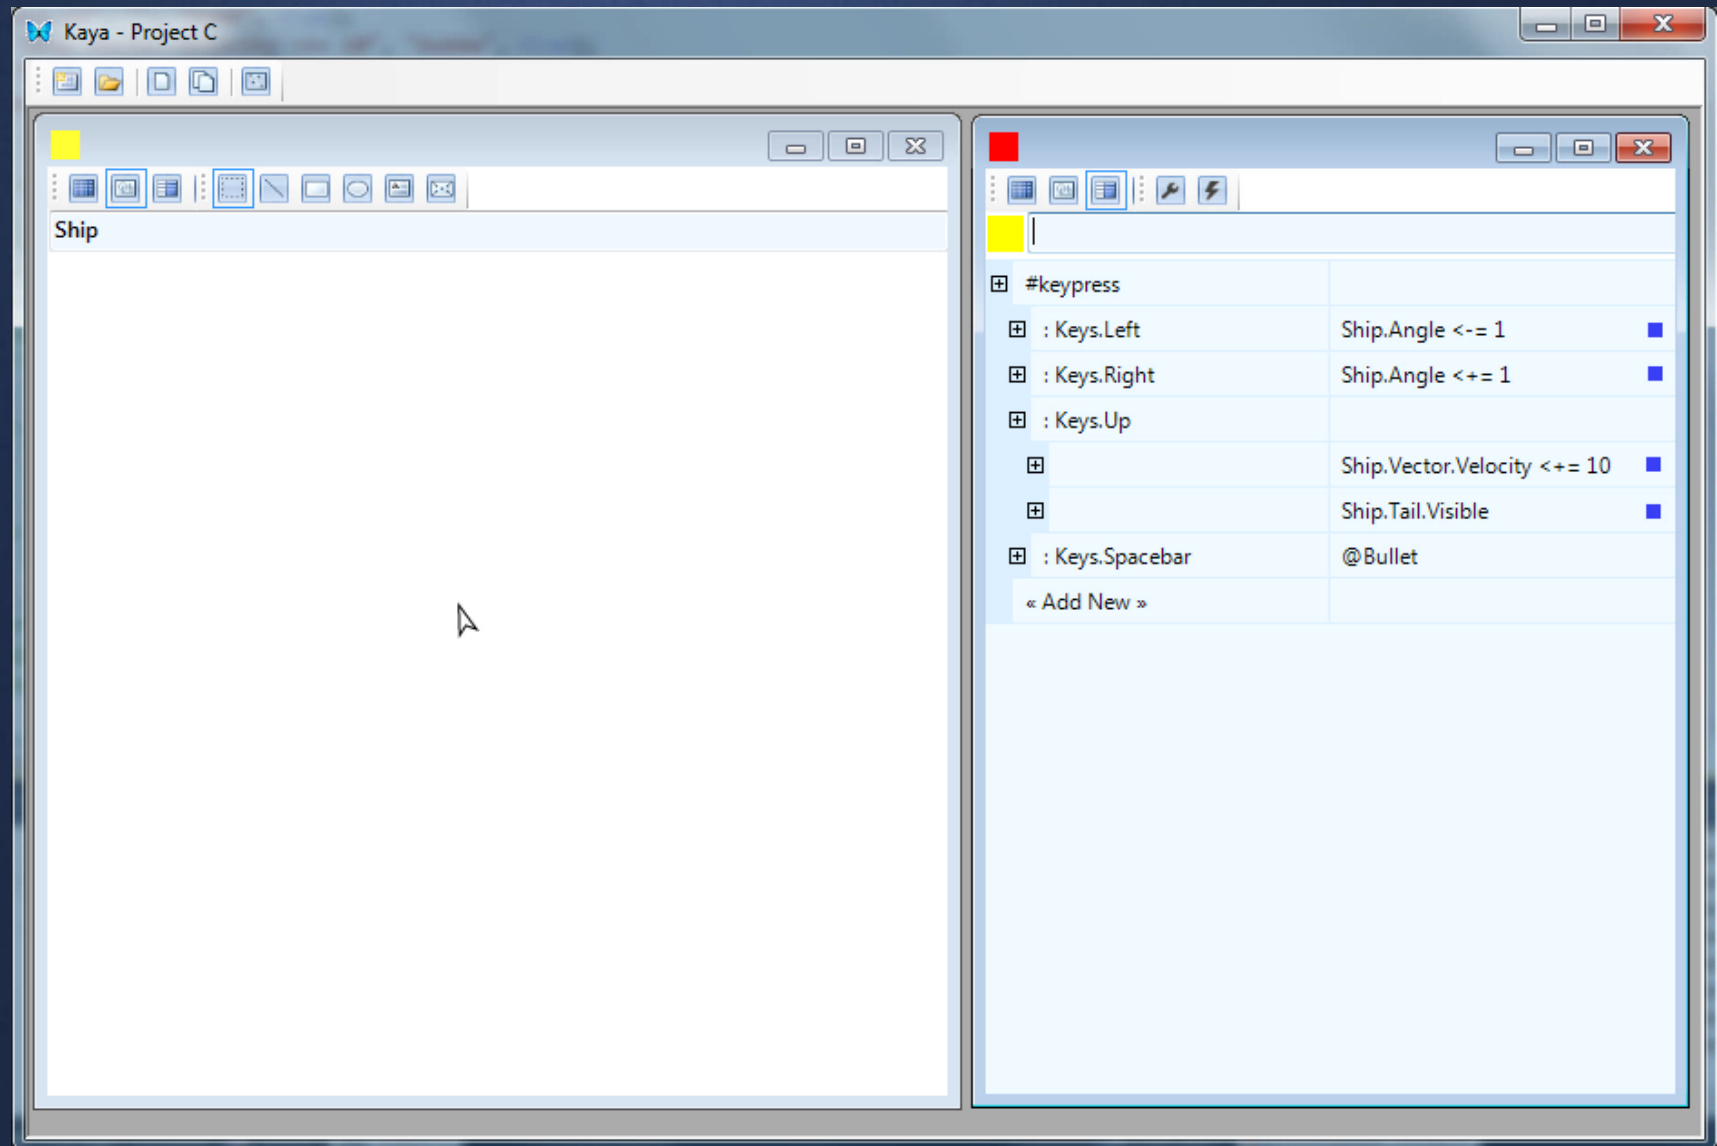 Kaya - Project C
Ship
#keypress
: Keys.Left Ship.Angle <-= 1
: Keys.Right Ship.Angle <+= 1
: Keys.Up
Ship.Vector.Velocity <+= 10
Ship.Tail.Visible
: Keys.Spacebar @Bullet
« Add New »